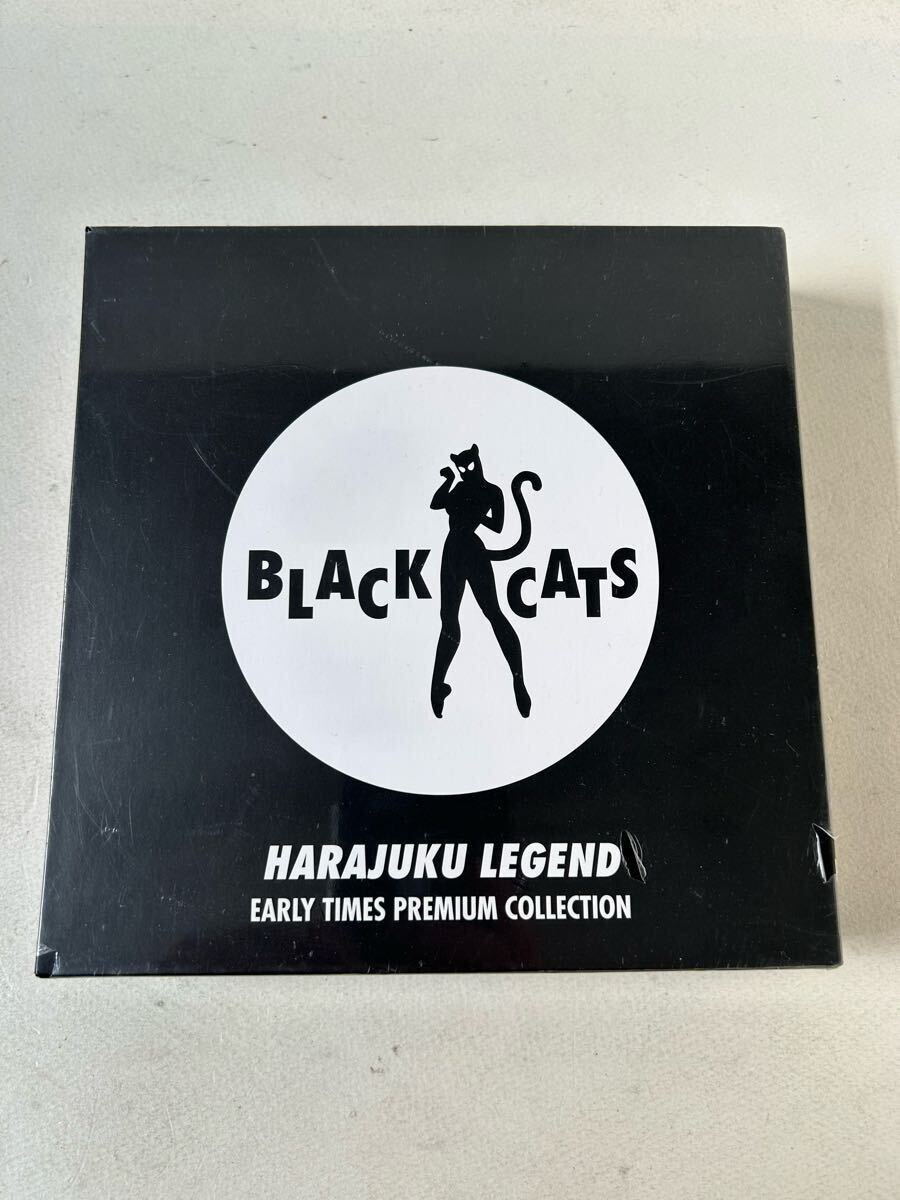 BLACK CATS
HARAJUKU LEGEND
EARLY TIMES PREMIUM COLLECTION